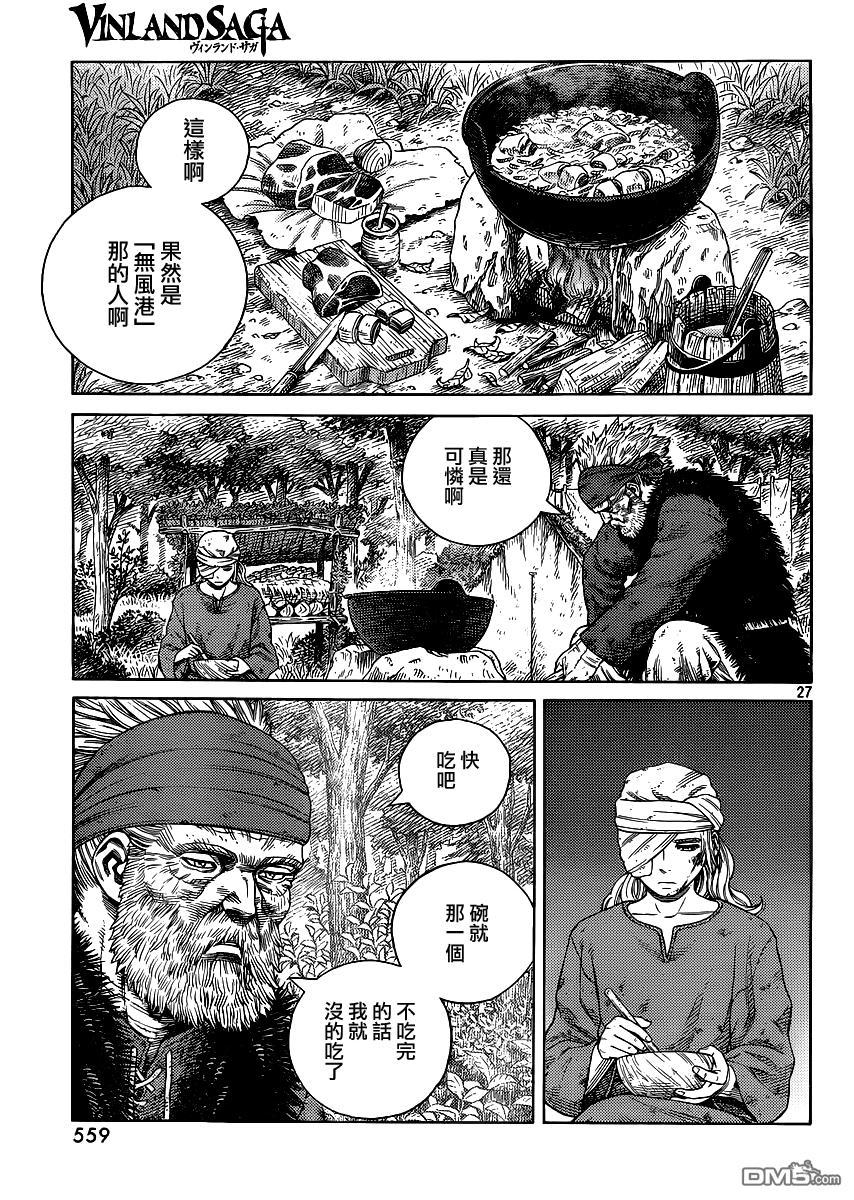 VINLAND SAGA
ヴィンランド・サガ
這樣啊
果然是
「無風港」
那的人啊
那還
真是
可憐啊
27
快
吃吧
碗就
那一個
不吃完
的話
我就
沒的吃了
559
DM5.com